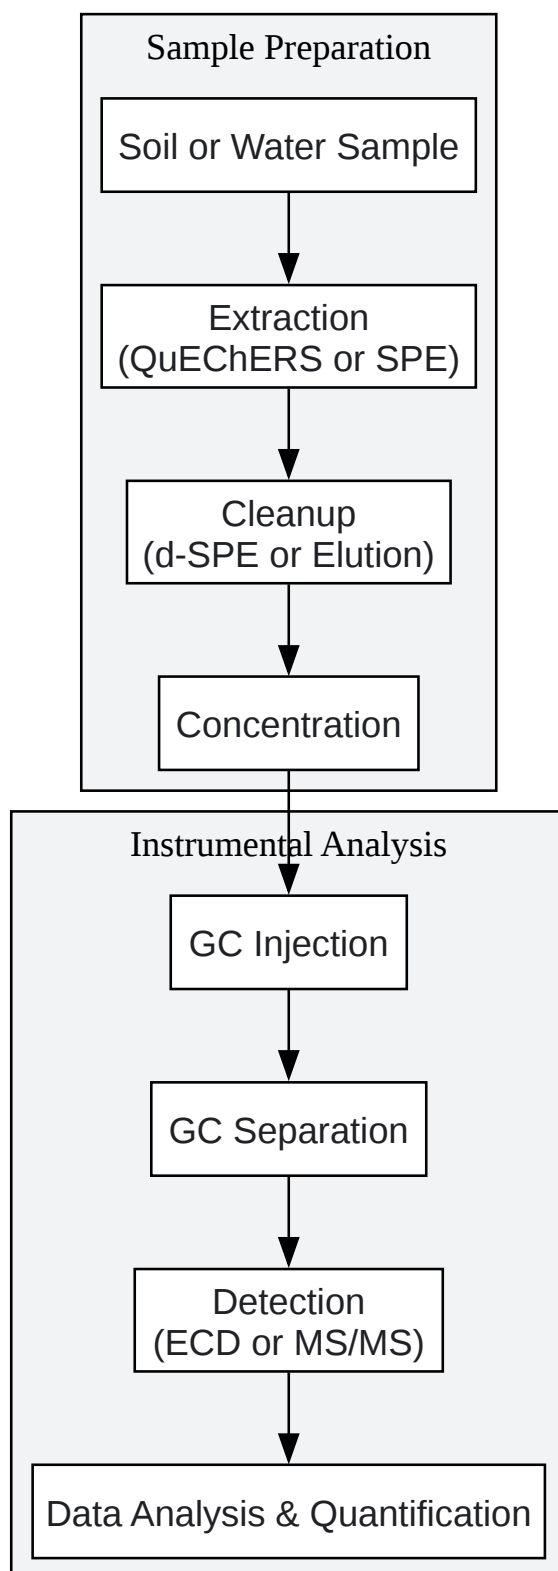 Sample Preparation
Soil or Water Sample
Extraction
(QuEChERS or SPE)
Cleanup
(d-SPE or Elution)
Concentration
Instrumental Analysis
GC Injection
GC Separation
Detection
(ECD or MS/MS)
Data Analysis & Quantification